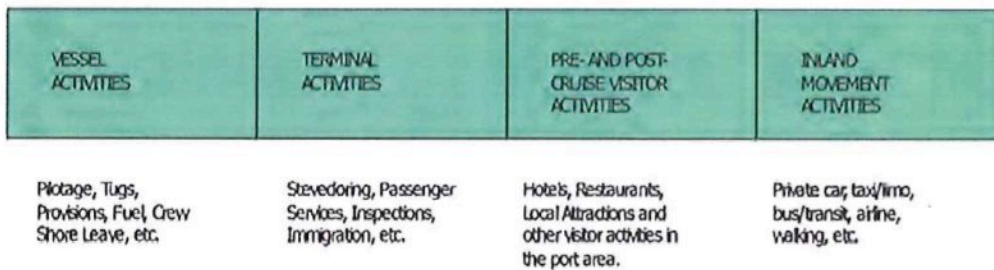 VESSEL
ACTIVITIES
TERMINAL
ACTIVITIES
PRE- AND POST-
CRUISE VISITOR
ACTIVITIES
INLAND
MOVEMENT
ACTIVITIES
Pilotage, Tugs,
Provisions, Fuel, Crew
Shore Leave, etc.
Stevedoring, Passenger
Services, Inspections,
Immigration, etc.
Hotels, Restaurants,
Local Attractions and
other visitor activities in
the port area.
Private car, taxi/limo,
bus/transit, airline,
walking, etc.